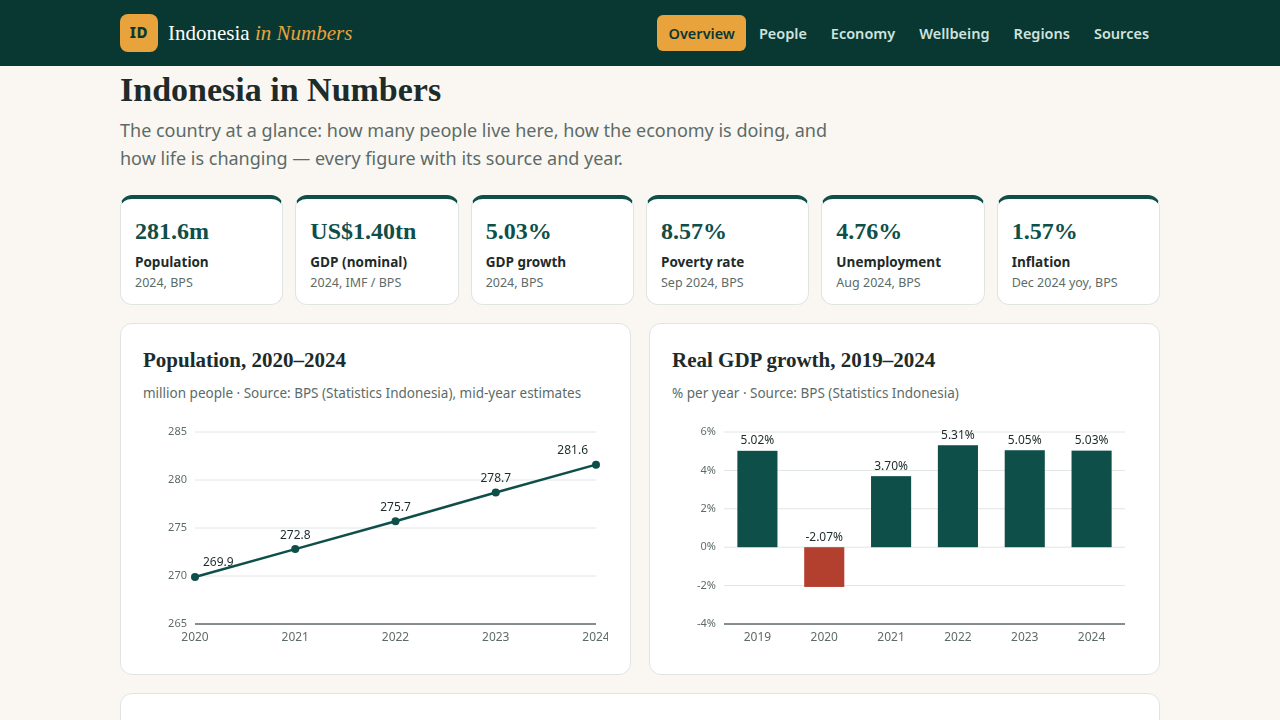 ID
Indonesia in Numbers
Overview
People
Economy
Wellbeing
Regions
Sources
Indonesia in Numbers
The country at a glance: how many people live here, how the economy is doing, and
how life is changing — every figure with its source and year.
281.6m
Population
2024, BPS
US$1.40tn
GDP (nominal)
2024, IMF / BPS
5.03%
GDP growth
2024, BPS
8.57%
Poverty rate
Sep 2024, BPS
4.76%
Unemployment
Aug 2024, BPS
1.57%
Inflation
Dec 2024 yoy, BPS
Population, 2020–2024
million people · Source: BPS (Statistics Indonesia), mid-year estimates
285
280
275
270
265
269.9
272.8
275.7
278.7
281.6
2020
2021
2022
2023
2024
Real GDP growth, 2019–2024
% per year · Source: BPS (Statistics Indonesia)
6%
4%
2%
0%
-2%
-4%
5.02%
-2.07%
3.70%
5.31%
5.05%
5.03%
2019
2020
2021
2022
2023
2024